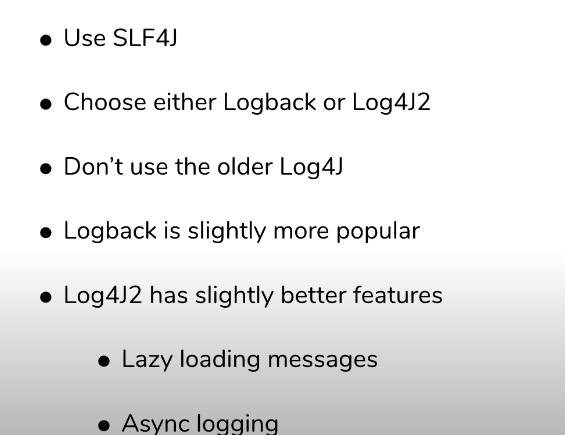 Use SLF4J
Choose either Logback or Log4J2
Don’t use the older Log4J
Logback is slightly more popular
Log4J2 has slightly better features
Lazy loading messages
Async logging